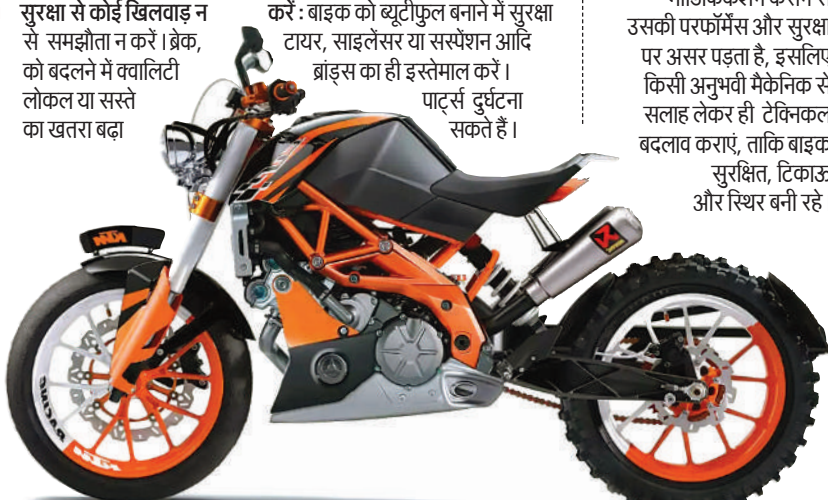 सुरक्षा से कोई खिलवाड़ न करें : बाइक को ब्यूटीफुल बनाने में सुरक्षा
से समझौता न करें। ब्रेक, टायर, साइलेंसर या सस्पेंशन आदि
को बदलने में क्वालिटी ब्रांड्स का ही इस्तेमाल करें।
लोकल या सस्ते पार्ट्स दुर्घटना
का खतरा बढ़ा सकते हैं।
उसकी परफॉर्मेंस और सुरक्षा
पर असर पड़ता है, इसलिए
किसी अनुभवी मैकेनिक से
सलाह लेकर ही टेक्निकल
बदलाव कराएं, ताकि बाइक
सुरक्षित, टिकाऊ
और स्थिर बनी रहे
KTM
RACING
KTM